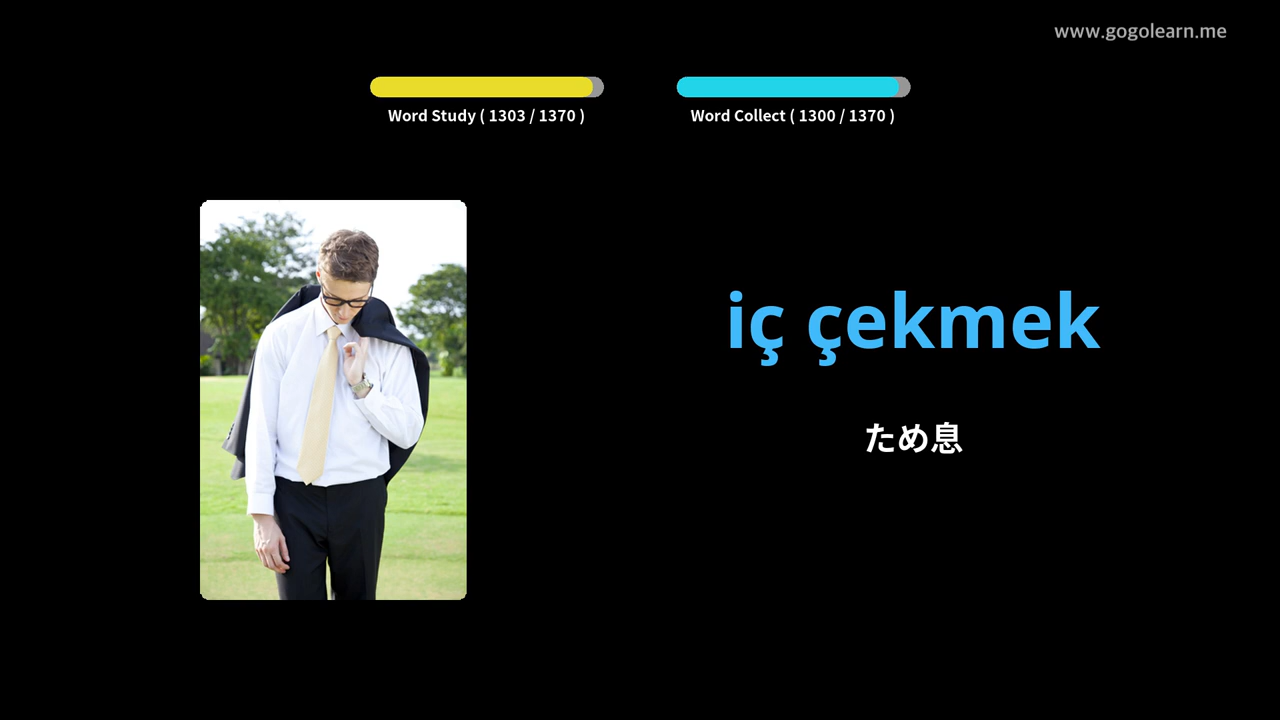 www.gogolearn.me
Word Study ( 1303 / 1370 )
Word Collect ( 1300 / 1370 )
iç çekmek
ため息